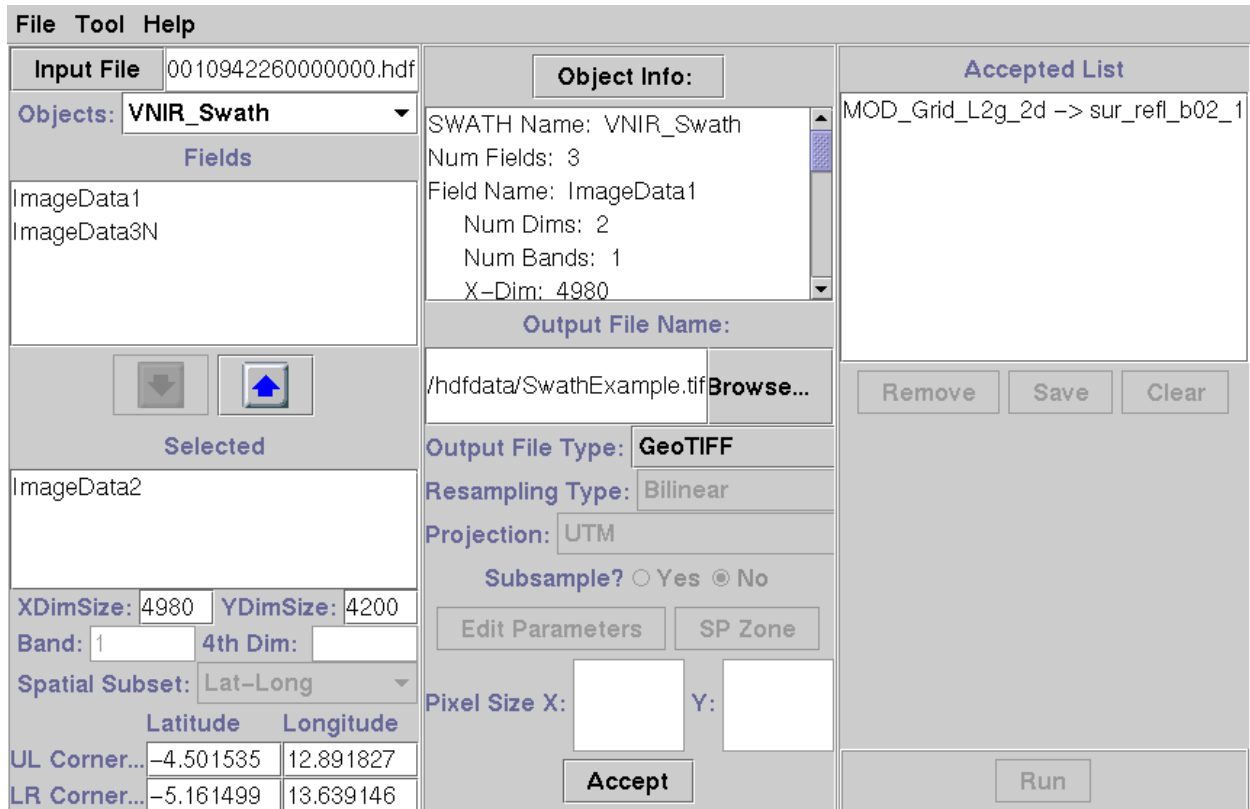 File Tool Help
Input File 0010942260000000.hdf
Objects: VNIR_Swath
Fields
ImageData1
ImageData3N
Selected
ImageData2
XDimSize: 4980 YDimSize: 4200
Band: 1 4th Dim:
Spatial Subset: Lat-Long
Latitude Longitude
UL Corner... -4.501535 12.891827
LR Corner... -5.161499 13.639146
Object Info:
SWATH Name: VNIR_Swath
Num Fields: 3
Field Name: ImageData1
Num Dims: 2
Num Bands: 1
X-Dim: 4980
Output File Name:
/hdfdata/SwathExample.tif Browse...
Output File Type: GeoTIFF
Resampling Type: Bilinear
Projection: UTM
Subsample? Yes No
Edit Parameters SP Zone
Pixel Size X: Y:
Accept
Accepted List
MOD_Grid_L2g_2d -> sur_refl_b02_1
Remove Save Clear
Run